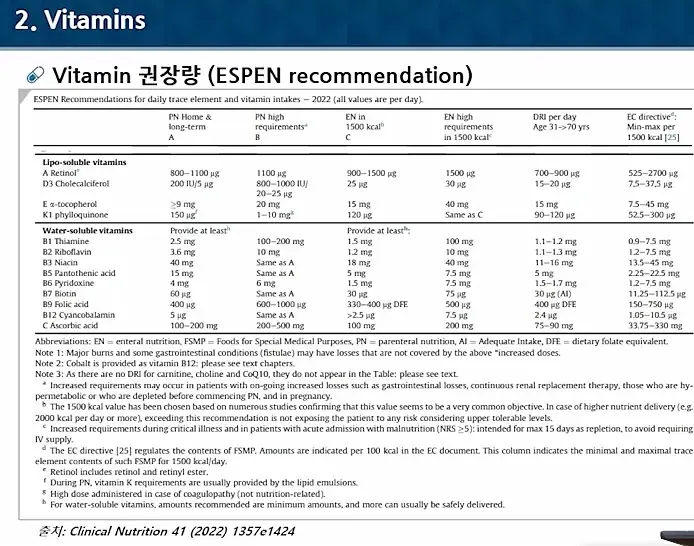 2. Vitamins
Vitamin 권장량 (ESPEN recommendation)
ESPEN Recommendations for daily trace element and vitamin intakes – 2022 (all values are per day).
PN Home & long-term A | PN high requirementsᵃ B | EN in 1500 kcalᵇ C | EN high requirements in 1500 kcalᶜ | DRI per day Age 31->70 yrs | EC directiveᵈ: Min-max per 1500 kcal [25]
Lipo-soluble vitamins
A Retinolᵉ 800–1100 μg 1100 μg 900–1500 μg 1500 μg 700–900 μg 525–2700 μg
D3 Cholecalciferol 200 IU/5 μg 800–1000 IU/ 20–25 μg 25 μg 30 μg 15–20 μg 7,5–37,5 μg
E α-tocopherol ≥9 mg 20 mg 15 mg 40 mg 15 mg 7.5–45 mg
K1 phylloquinone 150 μgᶠ 1–10 mgᵍ 120 μg Same as C 90–120 μg 52.5–300 μg
Water-soluble vitamins Provide at leastʰ Provide at leastʰ:
B1 Thiamine 2.5 mg 100–200 mg 1.5 mg 100 mg 1.1–1.2 mg 0.9–7.5 mg
B2 Riboflavin 3.6 mg 10 mg 1.2 mg 10 mg 1.1–1.3 mg 1.2–7.5 mg
B3 Niacin 40 mg Same as A 18 mg 40 mg 11–16 mg 13.5–45 mg
B5 Pantothenic acid 15 mg Same as A 5 mg 7.5 mg 5 mg 2.25–22.5 mg
B6 Pyridoxine 4 mg 6 mg 1.5 mg 7.5 mg 1.5–1.7 mg 1.2–7.5 mg
B7 Biotin 60 μg Same as A 30 μg 75 μg 30 μg (AI) 11.25–112.5 μg
B9 Folic acid 400 μg 600–1000 μg 330–400 μg DFE 500 μg 400 μg DFE 150–750 μg
B12 Cyancobalamin 5 μg Same as A >2.5 μg 7.5 μg 2.4 μg 1.05–10.5 μg
C Ascorbic acid 100–200 mg 200–500 mg 100 mg 200 mg 75–90 mg 33.75–330 mg
Abbreviations: EN = enteral nutrition, FSMP = Foods for Special Medical Purposes, PN = parenteral nutrition, AI = Adequate Intake, DFE = dietary folate equivalent.
Note 1: Major burns and some gastrointestinal conditions (fistulae) may have losses that are not covered by the above "increased doses.
Note 2: Cobalt is provided as vitamin B12: please see text chapters.
Note 3: As there are no DRI for carnitine, choline and CoQ10, they do not appear in the Table: please see text.
ᵃ Increased requirements may occur in patients with on-going increased losses such as gastrointestinal losses, continuous renal replacement therapy, those who are hy-
permetabolic or who are depleted before commencing PN, and in pregnancy.
ᵇ The 1500 kcal value has been chosen based on numerous studies confirming that this value seems to be a very common objective. In case of higher nutrient delivery (e.g.
2000 kcal per day or more), exceeding this recommendation is not exposing the patient to any risk considering upper tolerable levels.
ᶜ Increased requirements during critical illness and in patients with acute admission with malnutrition (NRS ≥5): intended for max 15 days as repletion, to avoid requiring
IV supply.
ᵈ The EC directive [25] regulates the contents of FSMP. Amounts are indicated per 100 kcal in the EC document. This column indicates the minimal and maximal trace
element contents of such FSMP for 1500 kcal/day.
ᵉ Retinol includes retinol and retinyl ester.
ᶠ During PN, vitamin K requirements are usually provided by the lipid emulsions.
ᵍ High dose administered in case of coagulopathy (not nutrition-related).
ʰ For water-soluble vitamins, amounts recommended are minimum amounts, and more can usually be safely delivered.
출처: Clinical Nutrition 41 (2022) 1357e1424